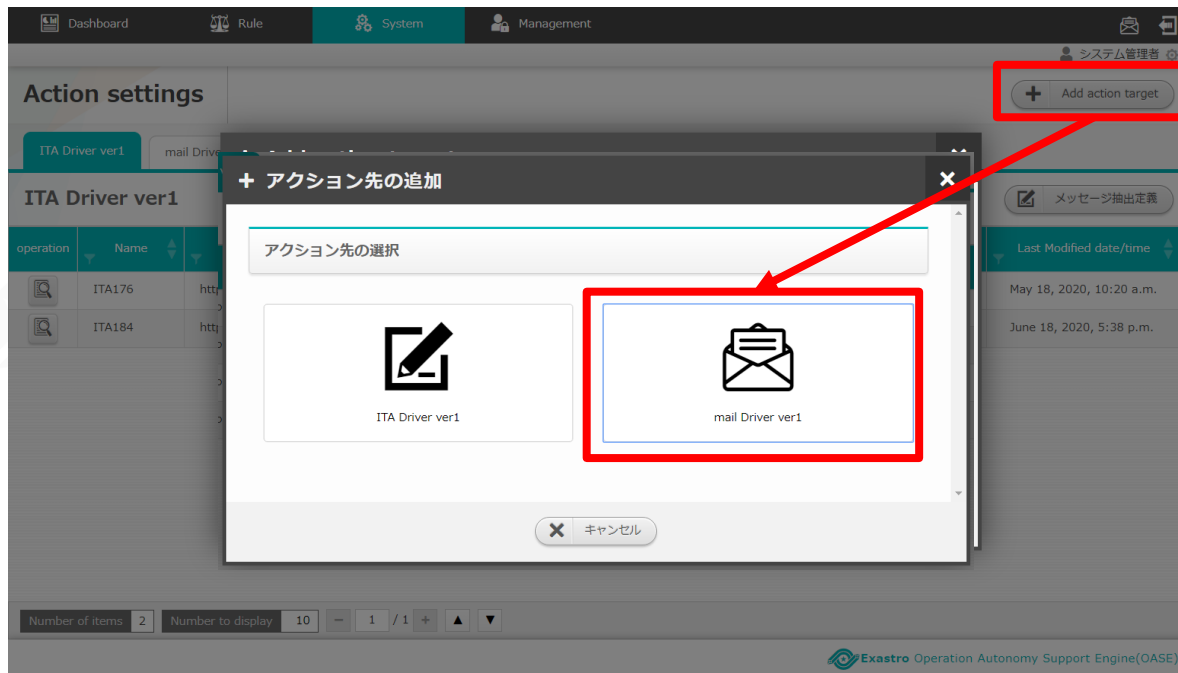 Dashboard
Rule
System
Management
システム管理者
Action settings
Add action target
ITA Driver ver1
mail Drive
ITA Driver ver1
メッセージ抽出定義
operation
Name
Last Modified date/time
ITA176
http
May 18, 2020, 10:20 a.m.
ITA184
http
June 18, 2020, 5:38 p.m.
アクション先の追加
アクション先の選択
ITA Driver ver1
mail Driver ver1
キャンセル
Number of items 2 Number to display 10 1 / 1
Exastro Operation Autonomy Support Engine(OASE)